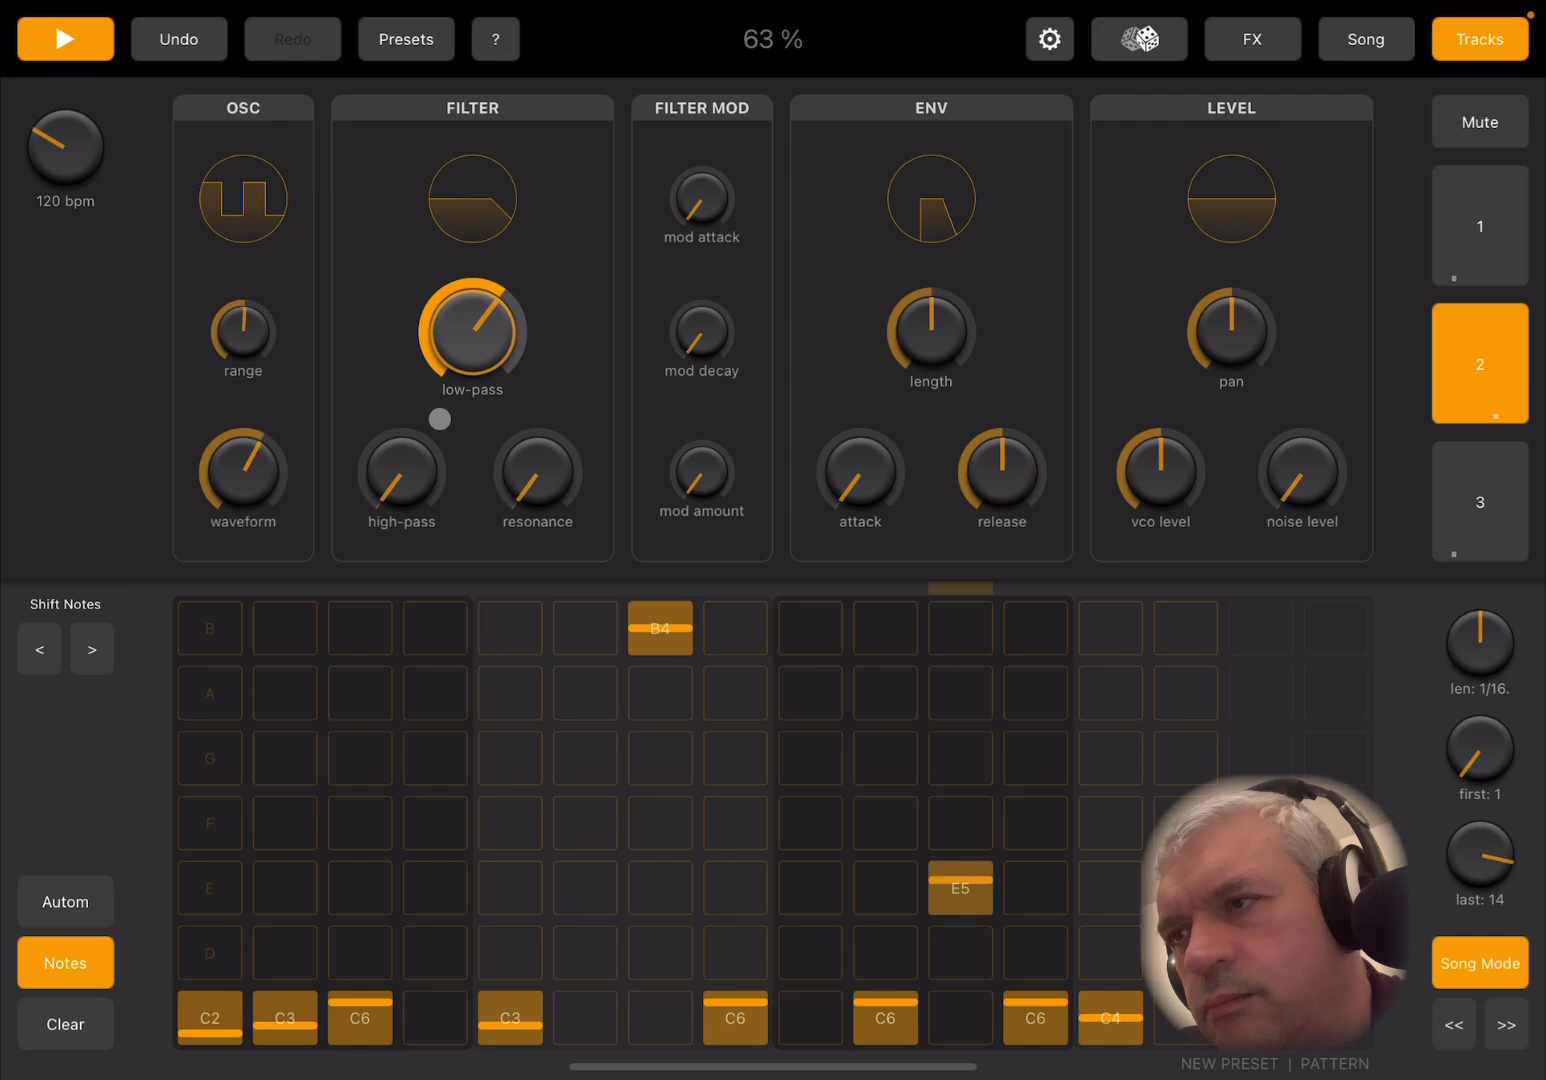 Undo
Redo
Presets
?
63 %
FX
Song
Tracks
OSC
FILTER
FILTER MOD
ENV
LEVEL
Mute
120 bpm
mod attack
1
range
low-pass
mod decay
length
pan
2
waveform
high-pass
resonance
mod amount
attack
release
vco level
noise level
3
Shift Notes
<
>
B
B4
len: 1/16.
A
G
first: 1
F
E
E5
last: 14
Autom
D
Notes
Song Mode
Clear
C2
C3
C6
C3
C6
C6
C6
C4
<<
>>
NEW PRESET | PATTERN